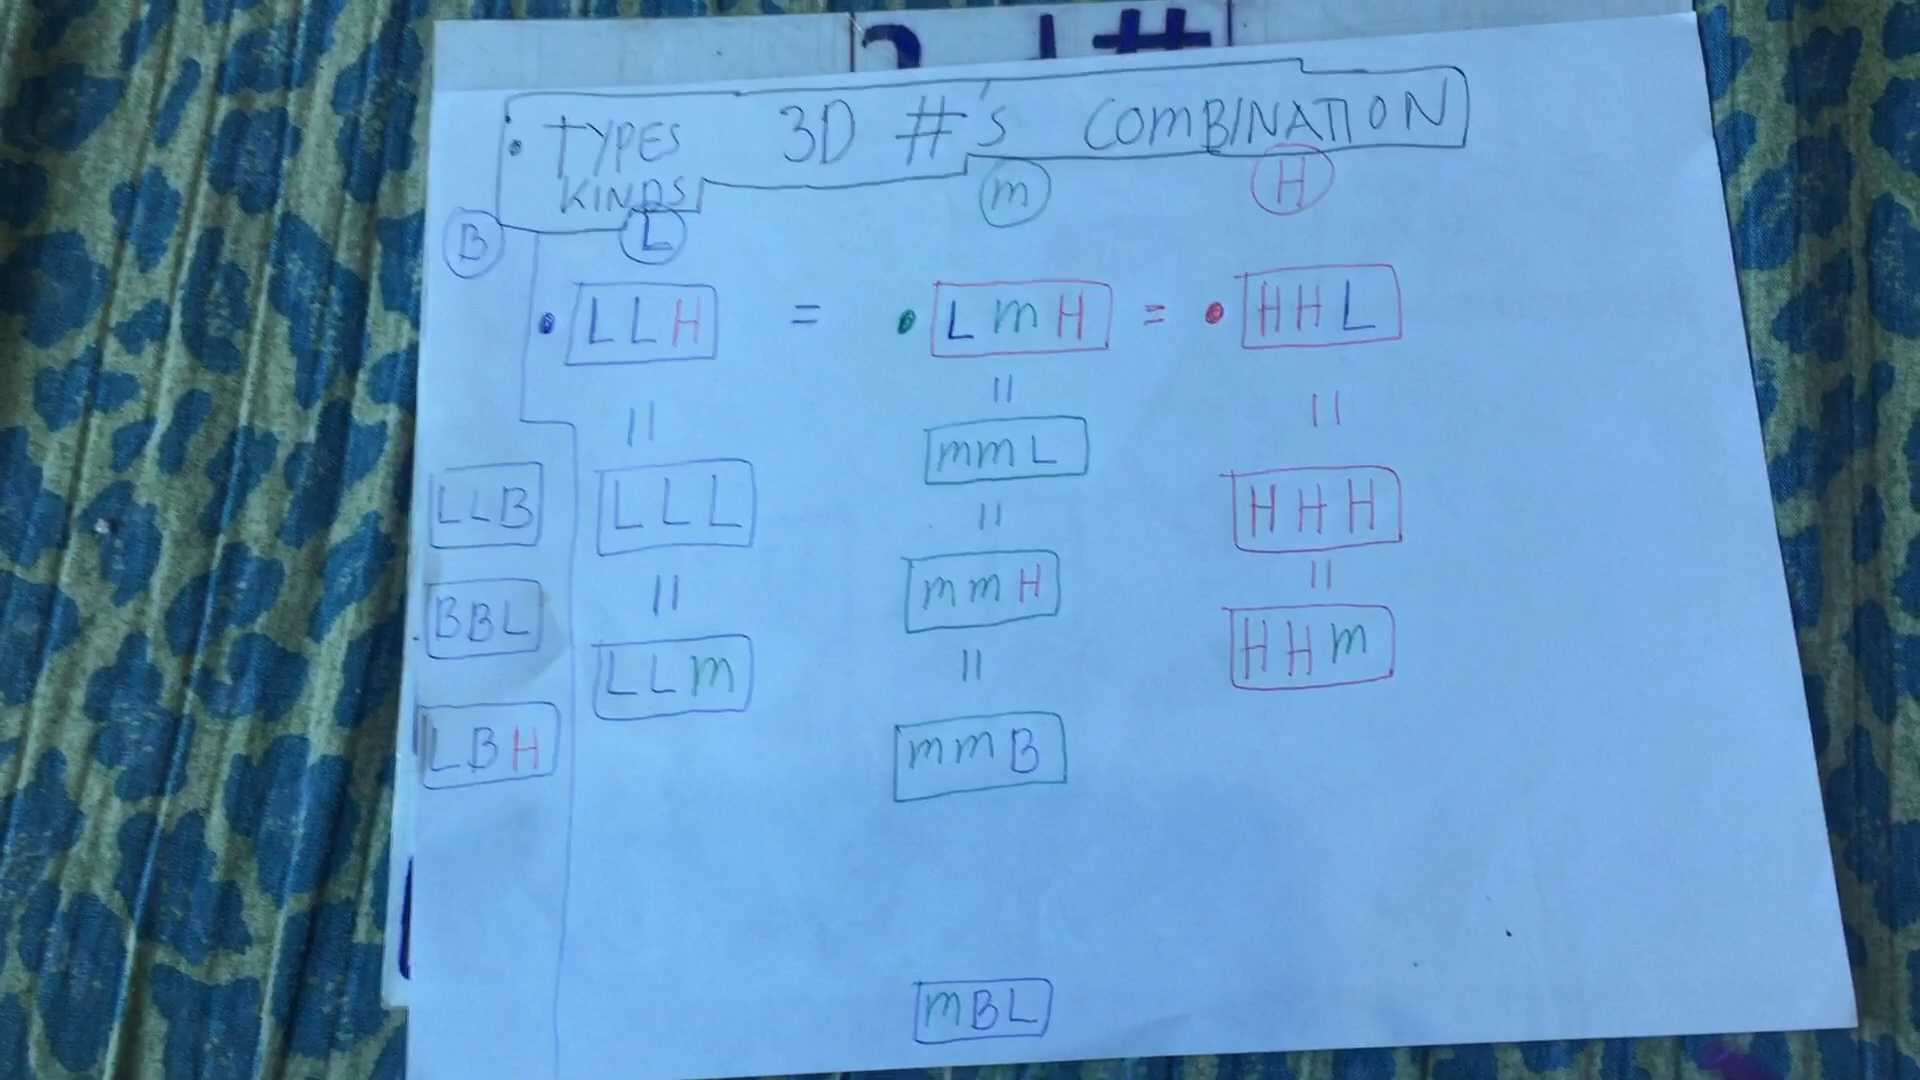 • TYPES 3D #'s COMBINATION
KINDS
B L m H
• LLH = • LmH = • HHL
=
=
=
mmL
LLB LLL = HHH
= mmH =
BBL
LLm = HHm
LBH mmB
mBL